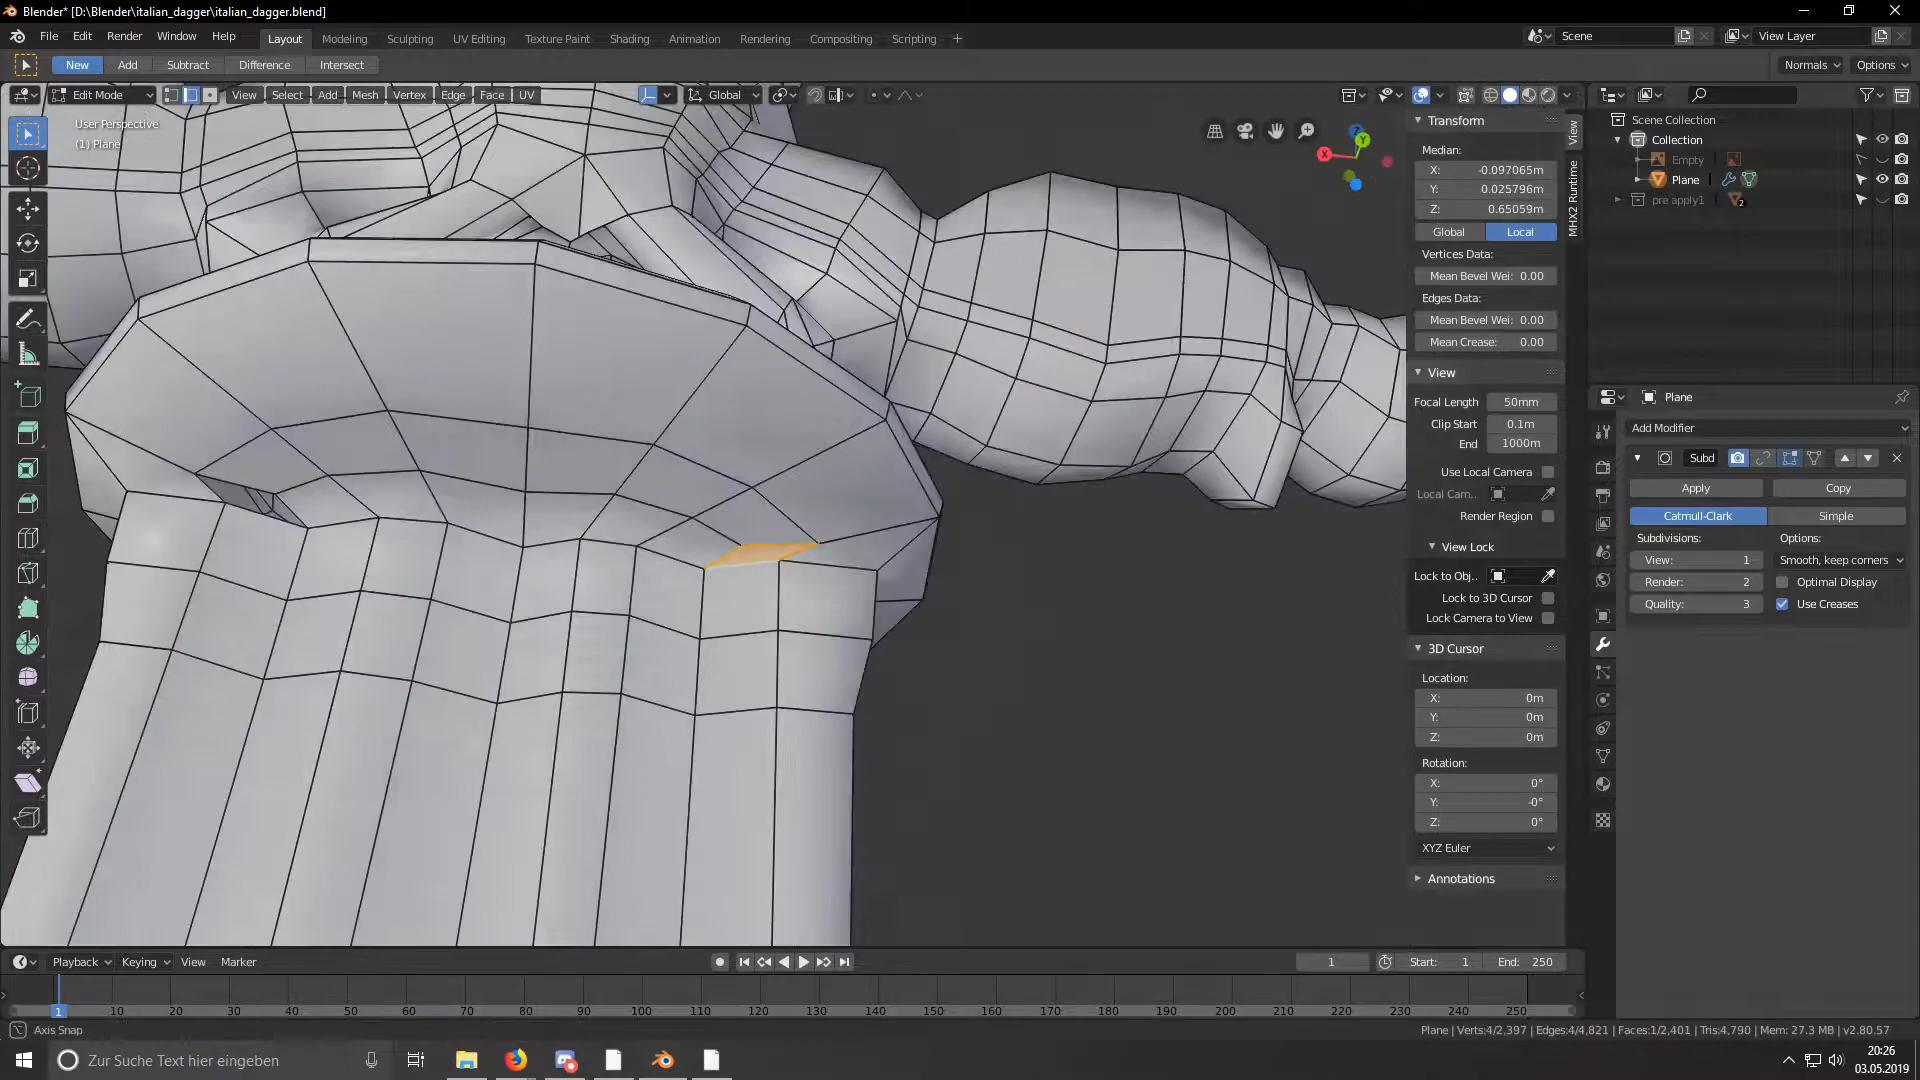 Blender* [D:\Blender\italian_dagger\italian_dagger.blend]
File Edit Render Window Help Layout Modeling Sculpting UV Editing Texture Paint Shading Animation Rendering Compositing Scripting Scene View Layer
New Add Subtract Difference Intersect Normals Options
Edit Mode View Select Add Mesh Vertex Edge Face UV Global
User Perspective
(1) Plane
X
Y
Z
View
MHX2 Runtime
Transform
Median:
X: -0.097065m
Y: 0.025796m
Z: 0.65059m
Global Local
Vertices Data:
Mean Bevel Wei: 0.00
Edges Data:
Mean Bevel Wei: 0.00
Mean Crease: 0.00
View
Focal Length 50mm
Clip Start 0.1m
End 1000m
Use Local Camera
Local Cam..
Render Region
View Lock
Lock to Obj..
Lock to 3D Cursor
Lock Camera to View
3D Cursor
Location:
X: 0m
Y: 0m
Z: 0m
Rotation:
X: 0°
Y: -0°
Z: 0°
XYZ Euler
Annotations
Scene Collection
Collection
Empty
Plane
pre apply1 2
Plane
Add Modifier
Subd
Apply Copy
Catmull-Clark Simple
Subdivisions: Options:
View: 1 Smooth, keep corners
Render: 2 Optimal Display
Quality: 3 Use Creases
Playback Keying View Marker 1 Start: 1 End: 250
1 10 20 30 40 50 60 70 80 90 100 110 120 130 140 150 160 170 180 190 200 210 220 230 240 250
Axis Snap Plane | Verts:4/2,397 | Edges:4/4,821 | Faces:1/2,401 | Tris:4,790 | Mem: 27.3 MB | v2.80.57
Zur Suche Text hier eingeben 20:26
03.05.2019